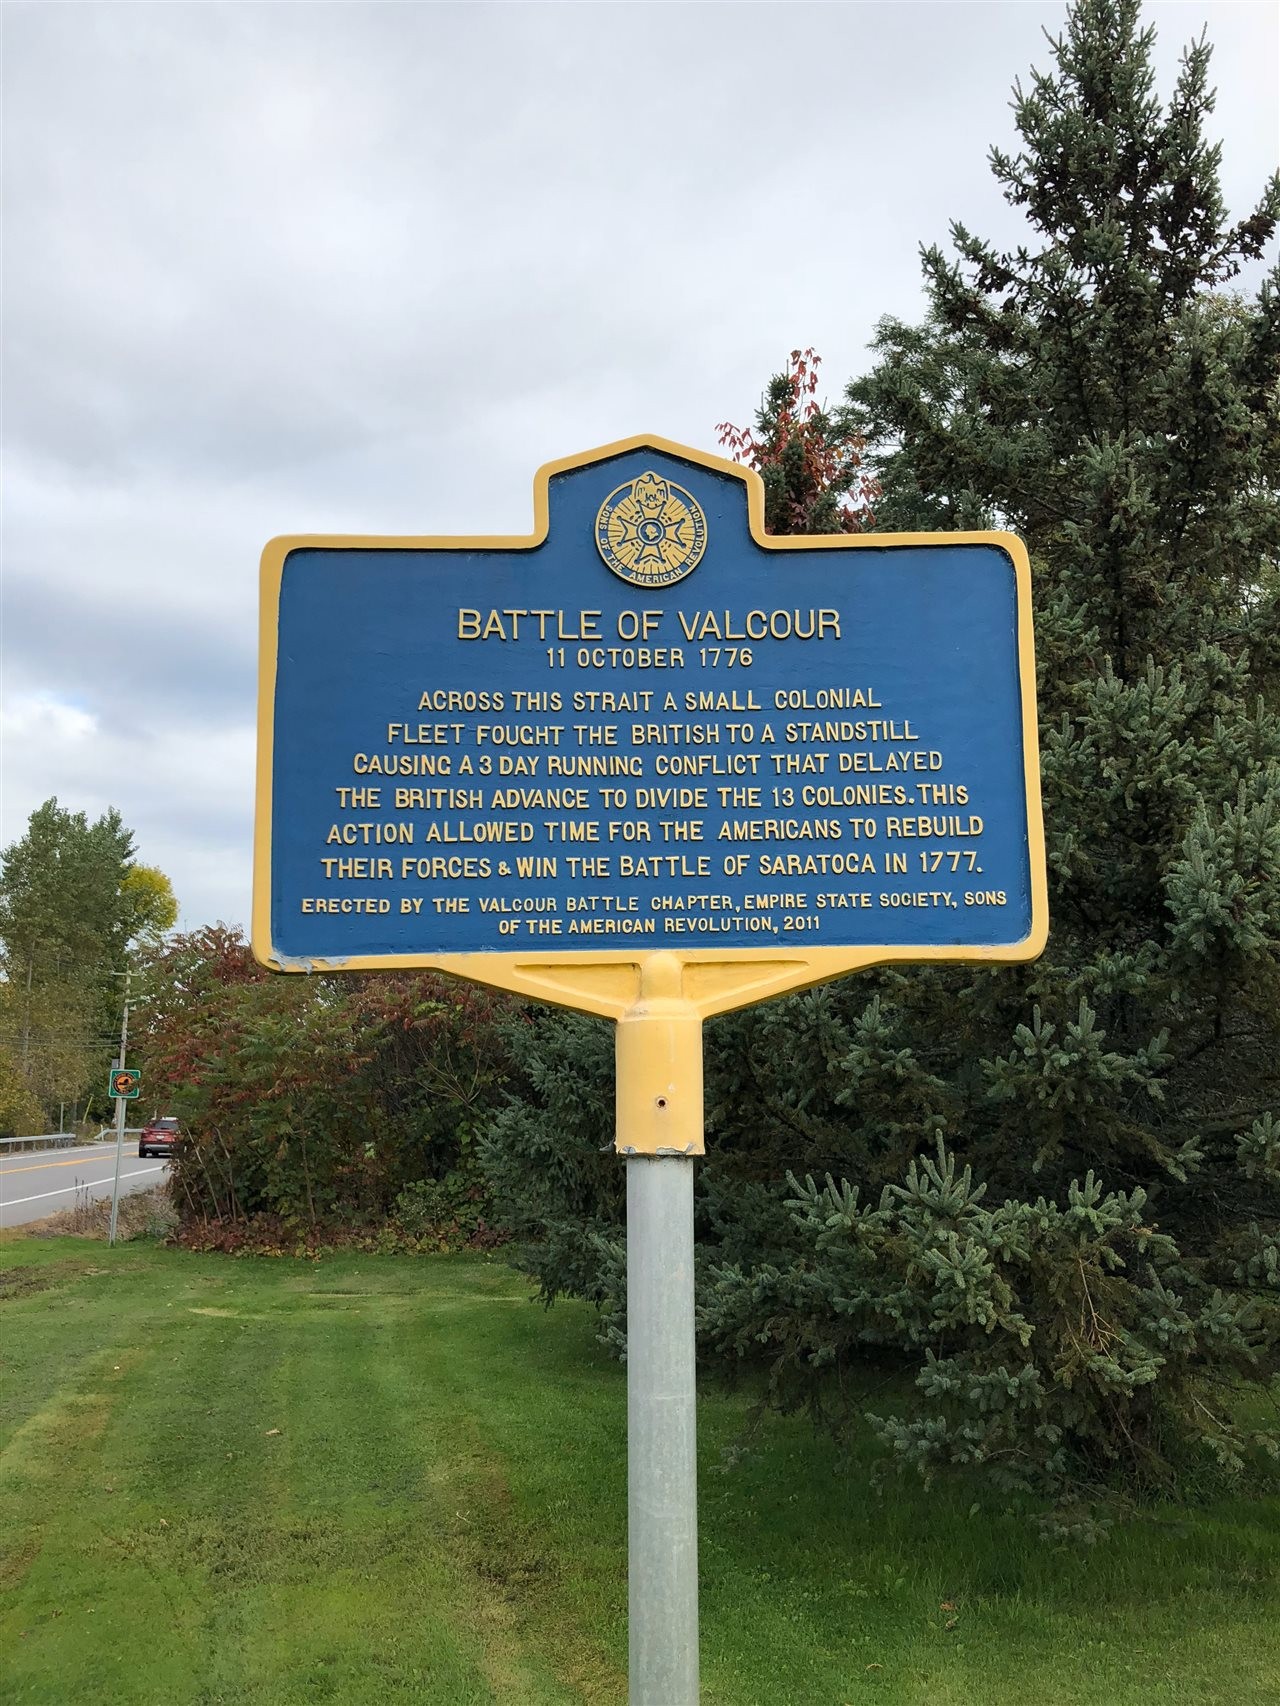 SONS OF THE AMERICAN REVOLUTION
BATTLE OF VALCOUR
11 OCTOBER 1776
ACROSS THIS STRAIT A SMALL COLONIAL
FLEET FOUGHT THE BRITISH TO A STANDSTILL
CAUSING A 3 DAY RUNNING CONFLICT THAT DELAYED
THE BRITISH ADVANCE TO DIVIDE THE 13 COLONIES. THIS
ACTION ALLOWED TIME FOR THE AMERICANS TO REBUILD
THEIR FORCES & WIN THE BATTLE OF SARATOGA IN 1777.
ERECTED BY THE VALCOUR BATTLE CHAPTER, EMPIRE STATE SOCIETY, SONS
OF THE AMERICAN REVOLUTION, 2011